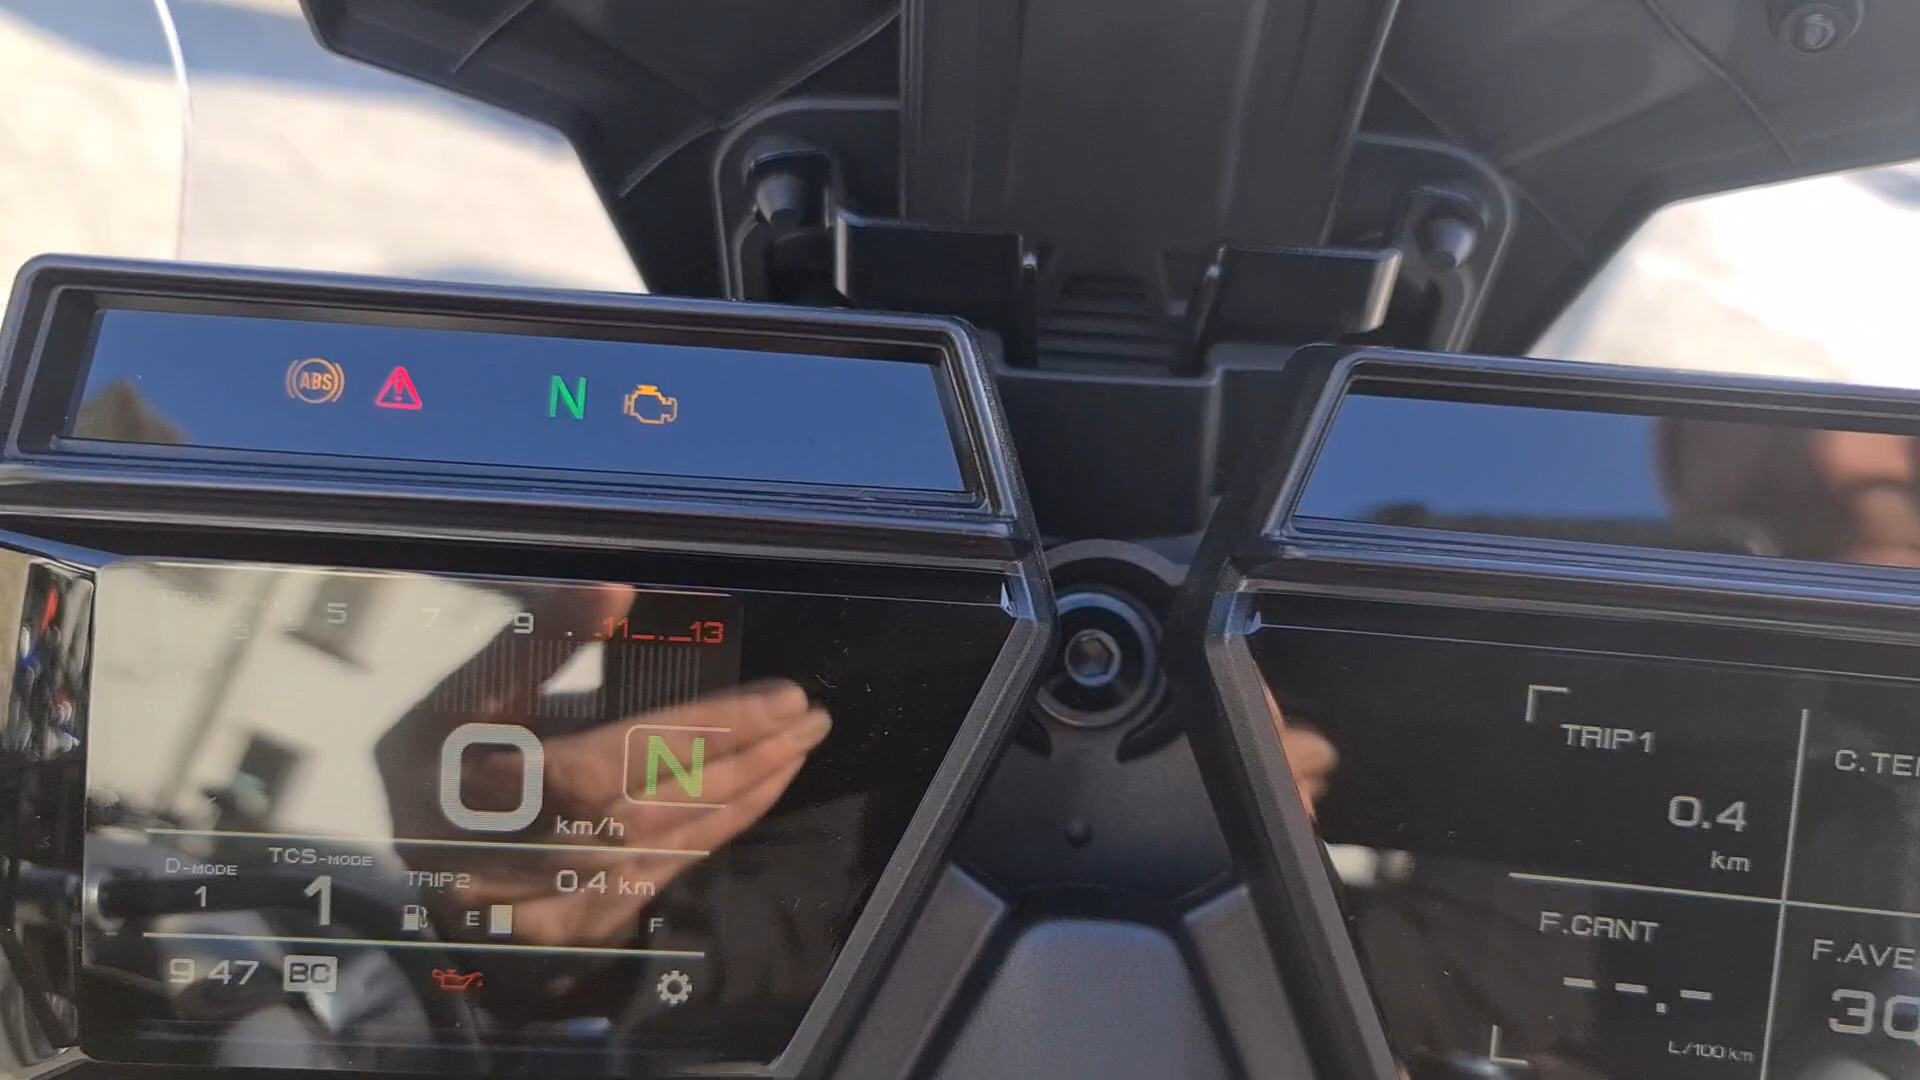 ABS
N
5 7 9 11 13
0 N
km/h
D-MODE
1
TCS-MODE
1
TRIP2 0.4 km
E F
9 47 BC
TRIP1
0.4
km
F.CRNT
--.-
L/100 km
C.TE
F.AVE
30